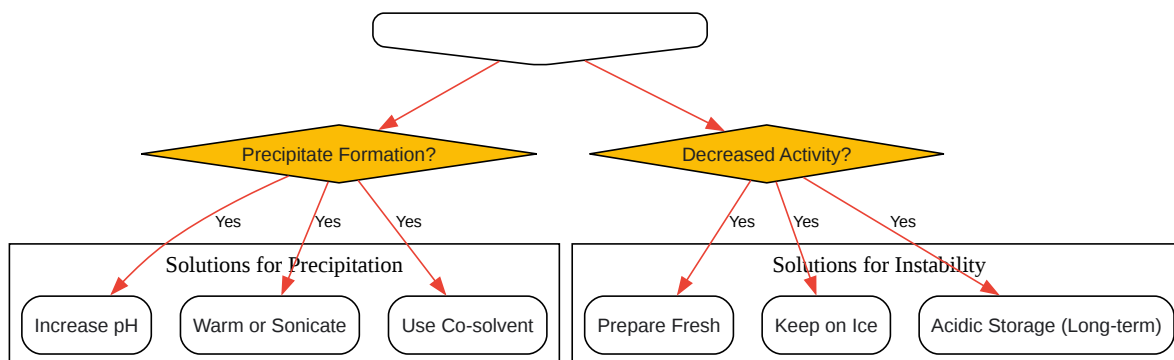 Precipitate Formation?
Decreased Activity?
Yes
Yes
Yes
Yes
Yes
Yes
Solutions for Precipitation
Solutions for Instability
Increase pH
Warm or Sonicate
Use Co-solvent
Prepare Fresh
Keep on Ice
Acidic Storage (Long-term)